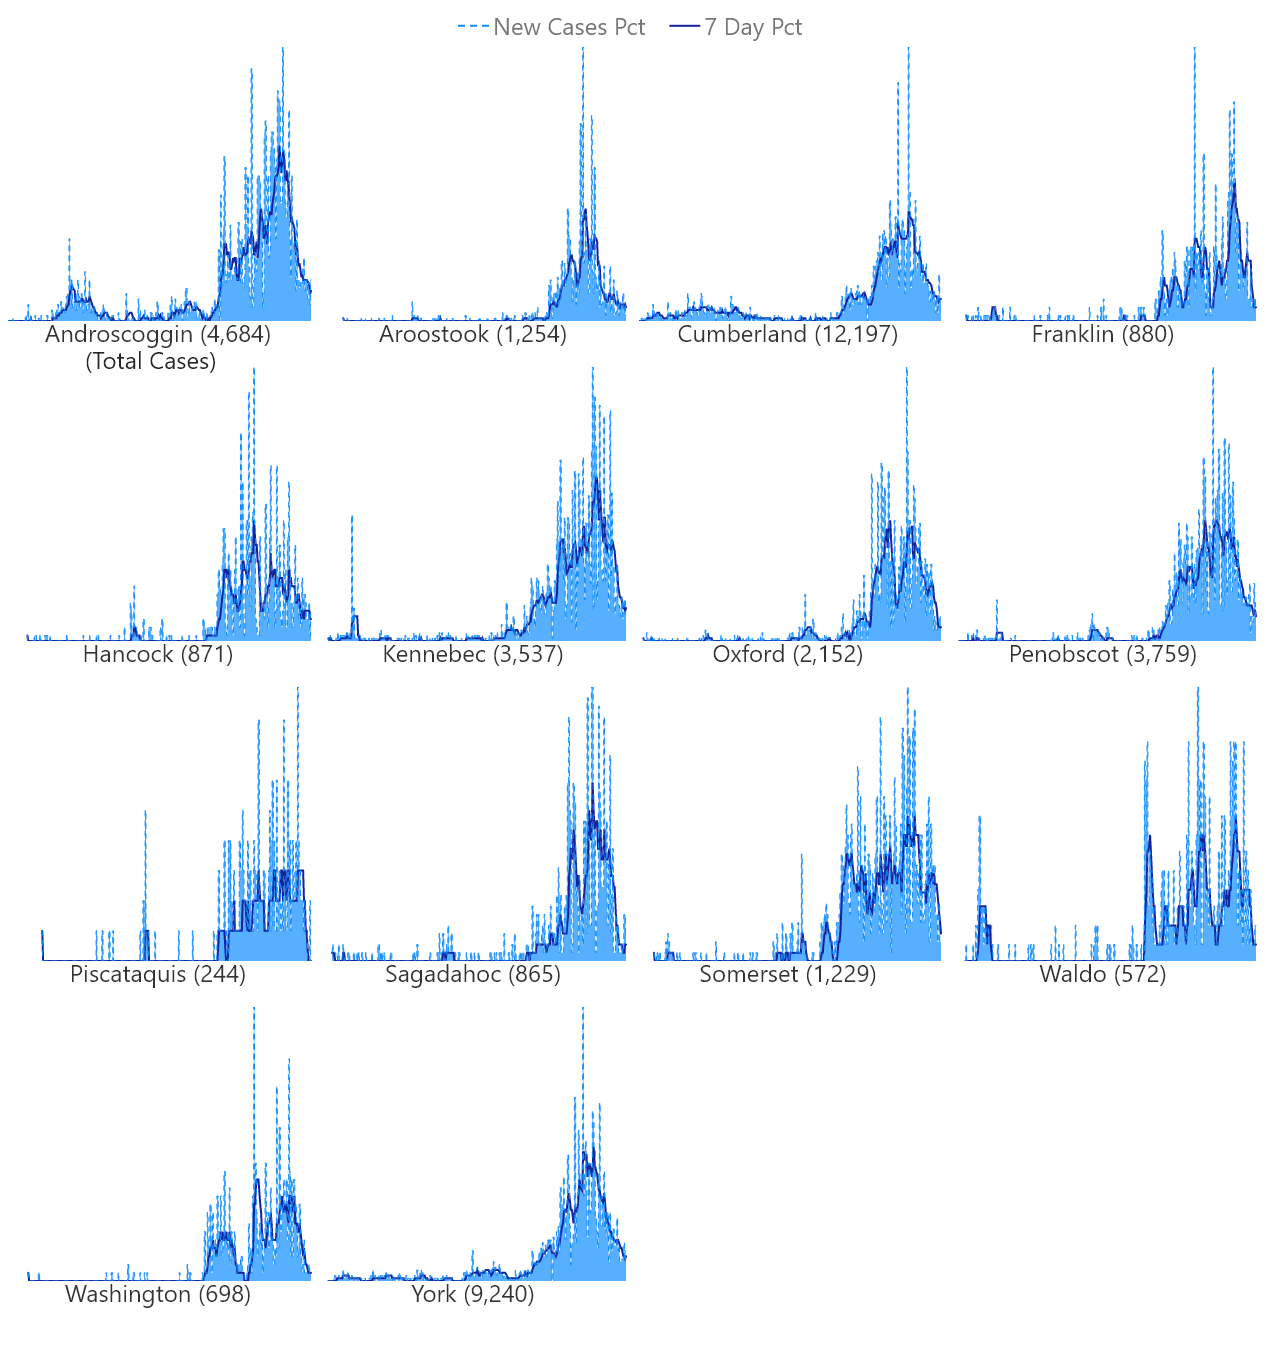 New Cases Pct 7 Day Pct
Androscoggin (4,684)
(Total Cases)
Aroostook (1,254)
Cumberland (12,197)
Franklin (880)
Hancock (871)
Kennebec (3,537)
Oxford (2,152)
Penobscot (3,759)
Piscataquis (244)
Sagadahoc (865)
Somerset (1,229)
Waldo (572)
Washington (698)
York (9,240)